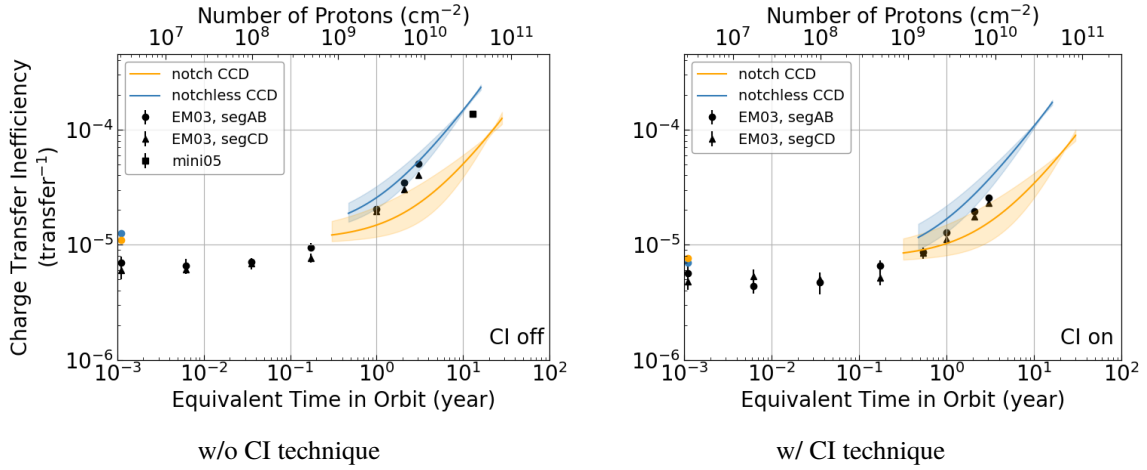 Number of Protons (cm⁻²)
10⁷ 10⁸ 10⁹ 10¹⁰ 10¹¹
Charge Transfer Inefficiency
(transfer⁻¹)
10⁻⁴
10⁻⁵
10⁻⁶
notch CCD
notchless CCD
EM03, segAB
EM03, segCD
mini05
CI off
10⁻³ 10⁻² 10⁻¹ 10⁰ 10¹ 10²
Equivalent Time in Orbit (year)
w/o CI technique
Number of Protons (cm⁻²)
10⁷ 10⁸ 10⁹ 10¹⁰ 10¹¹
10⁻⁴
10⁻⁵
10⁻⁶
notch CCD
notchless CCD
EM03, segAB
EM03, segCD
CI on
10⁻³ 10⁻² 10⁻¹ 10⁰ 10¹ 10²
Equivalent Time in Orbit (year)
w/ CI technique